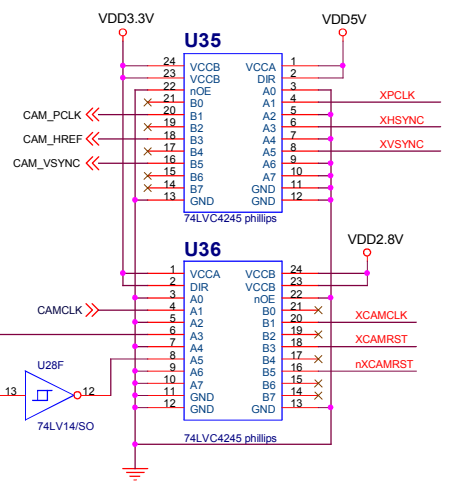 VDD3.3V VDD5V
U35
24 VCCB VCCA 1
23 VCCB DIR 2
22 nOE A0 3
21 B0 A1 4 XPCLK
CAM_PCLK 20 B1 A2 5
19 B2 A3 6 XHSYNC
CAM_HREF 18 B3 A4 7
17 B4 A5 8 XVSYNC
CAM_VSYNC 16 B5 A6 9
15 B6 A7 10
14 B7 GND 11
13 GND GND 12
74LVC4245 phillips
U36
VDD2.8V
1 VCCA VCCB 24
2 DIR VCCB 23
3 A0 nOE 22
CAMCLK 4 A1 B0 21
5 A2 B1 20 XCAMCLK
6 A3 B2 19
7 A4 B3 18 XCAMRST
8 A5 B4 17
9 A6 B5 16 nXCAMRST
10 A7 B6 15
11 GND B7 14
12 GND GND 13
74LVC4245 phillips
U28F
13 12
74LV14/SO